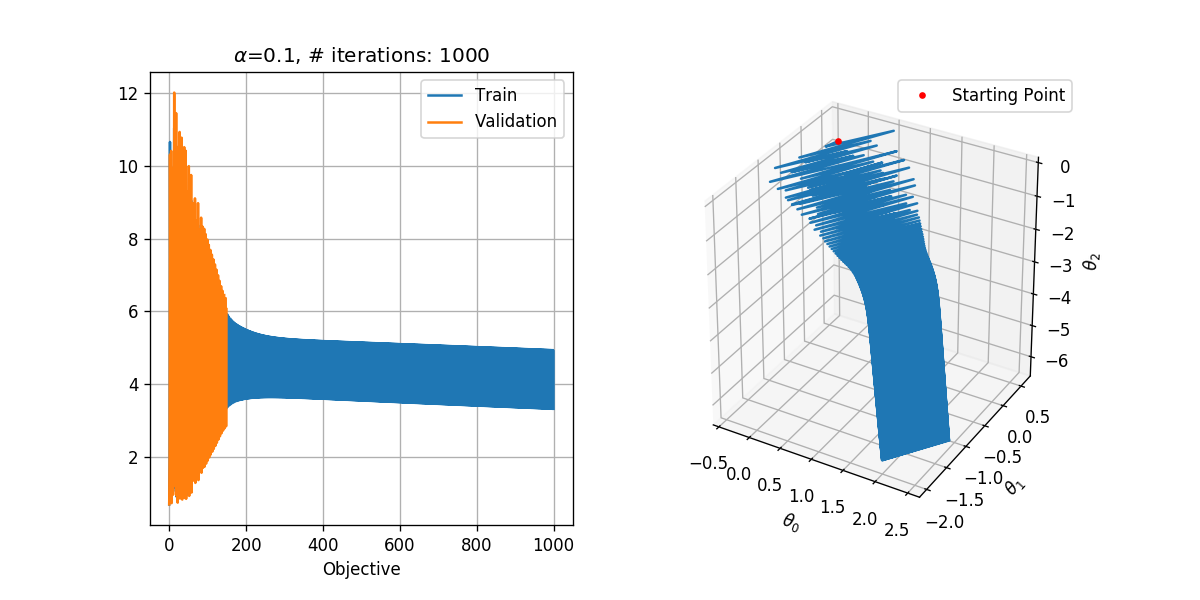 α=0.1, # iterations: 1000
12
10
8
6
4
2
Train
Validation
0 200 400 600 800 1000
Objective
Starting Point
0
−1
−2
−3
−4
−5
−6
θ₂
−0.5 0.0 0.5 1.0 1.5 2.0 2.5
θ₀
0.5
0.0
−0.5
−1.0
−1.5
−2.0
θ₁